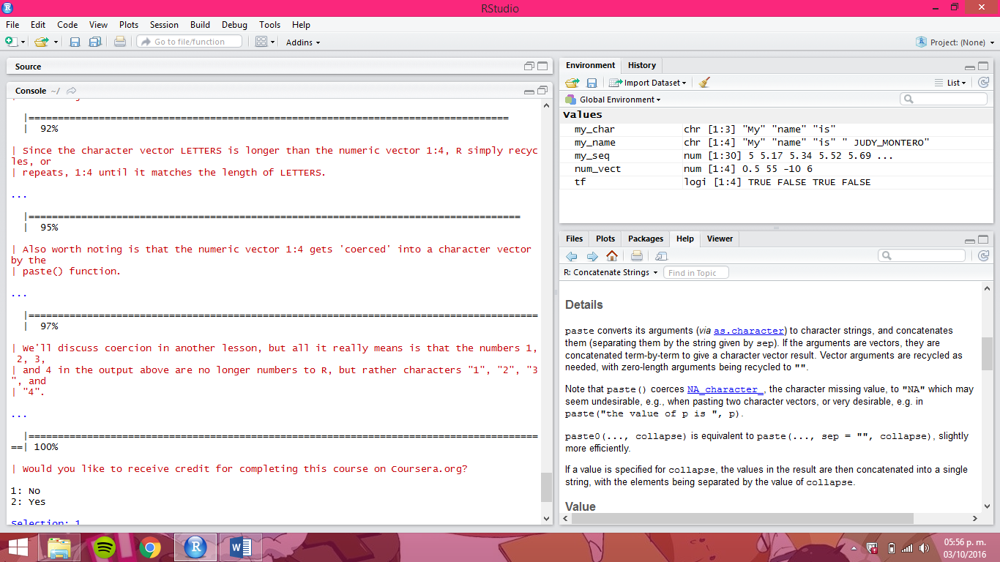 RStudio
File Edit Code View Plots Session Build Debug Tools Help
Go to file/function Addins Project: (None)
Source
Console ~/
|==================================================================================
| 92%
| Since the character vector LETTERS is longer than the numeric vector 1:4, R simply recyc
les, or
| repeats, 1:4 until it matches the length of LETTERS.
...
|====================================================================================
| 95%
| Also worth noting is that the numeric vector 1:4 gets 'coerced' into a character vector
by the
| paste() function.
...
|=======================================================================================
| 97%
| We'll discuss coercion in another lesson, but all it really means is that the numbers 1,
2, 3,
| and 4 in the output above are no longer numbers to R, but rather characters "1", "2", "3
", and
| "4".
...
|=======================================================================================
==| 100%
| Would you like to receive credit for completing this course on Coursera.org?
1: No
2: Yes
Selection: 1
Environment History
Import Dataset List
Global Environment
Values
my_char chr [1:3] "My" "name" "is"
my_name chr [1:4] "My" "name" "is" " JUDY_MONTERO"
my_seq num [1:30] 5 5.17 5.34 5.52 5.69 ...
num_vect num [1:4] 0.5 55 -10 6
tf logi [1:4] TRUE FALSE TRUE FALSE
Files Plots Packages Help Viewer
R: Concatenate Strings Find in Topic
Details
paste converts its arguments (via as.character) to character strings, and concatenates
them (separating them by the string given by sep). If the arguments are vectors, they are
concatenated term-by-term to give a character vector result. Vector arguments are recycled as
needed, with zero-length arguments being recycled to "".
Note that paste() coerces NA_character_, the character missing value, to "NA" which may
seem undesirable, e.g., when pasting two character vectors, or very desirable, e.g. in
paste("the value of p is ", p).
paste0(..., collapse) is equivalent to paste(..., sep = "", collapse), slightly
more efficiently.
If a value is specified for collapse, the values in the result are then concatenated into a single
string, with the elements being separated by the value of collapse.
Value
05:56 p. m.
03/10/2016